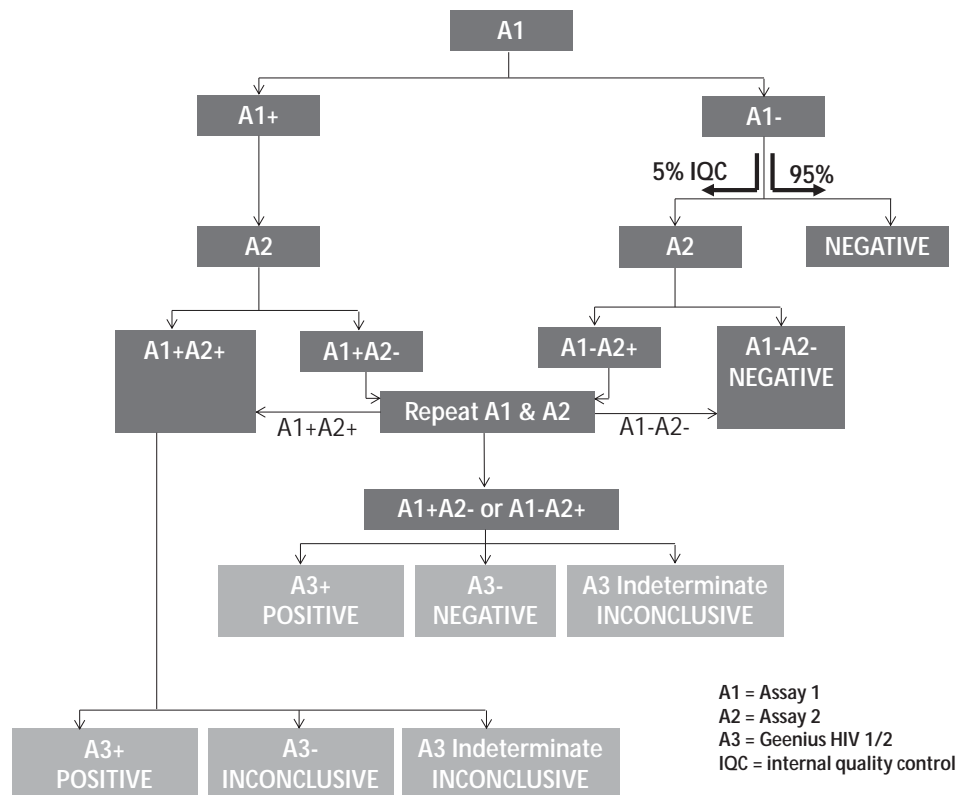 A1
A1+
A1-
5% IQC
95%
A2
A2
NEGATIVE
A1+A2+
A1+A2-
A1-A2+
A1-A2-
NEGATIVE
Repeat A1 & A2
A1+A2+
A1-A2-
A1+A2- or A1-A2+
A3+
POSITIVE
A3-
NEGATIVE
A3 Indeterminate
INCONCLUSIVE
A1 = Assay 1
A2 = Assay 2
A3 = Geenius HIV 1/2
IQC = internal quality control
A3+
POSITIVE
A3-
INCONCLUSIVE
A3 Indeterminate
INCONCLUSIVE